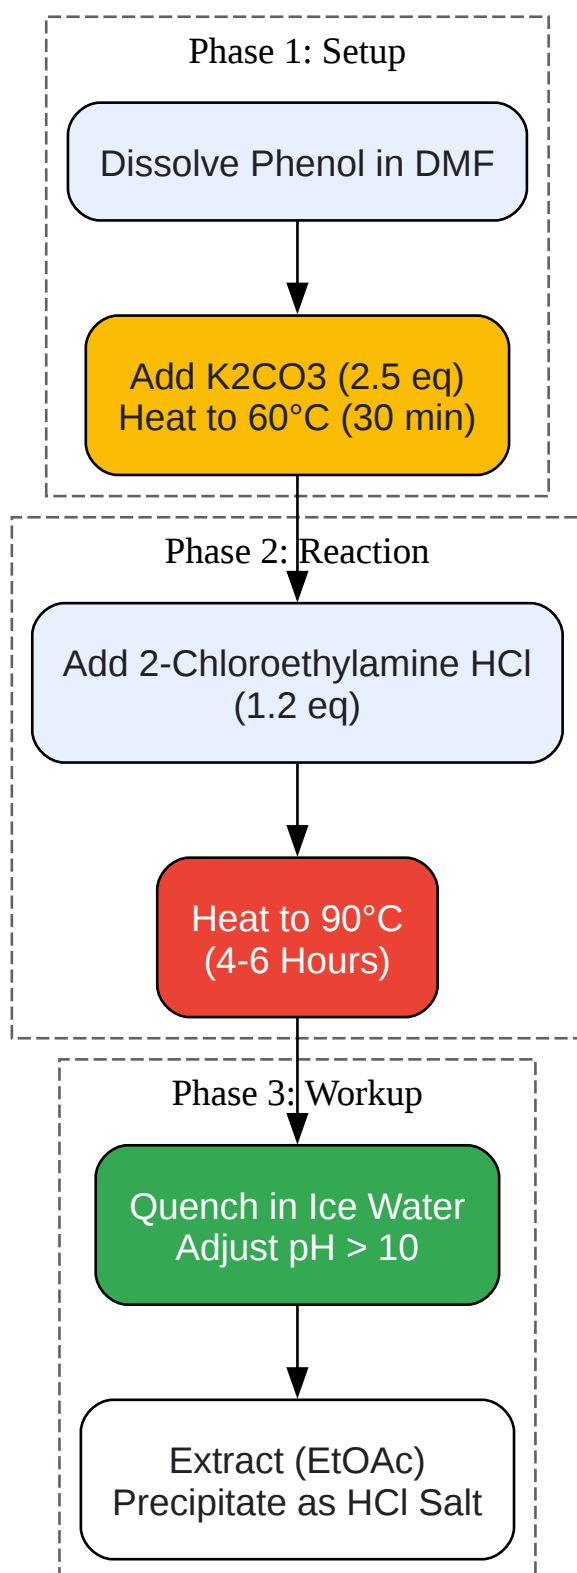 Phase 1: Setup
Dissolve Phenol in DMF
Add K2CO3 (2.5 eq)
Heat to 60°C (30 min)
Phase 2: Reaction
Add 2-Chloroethylamine HCl
(1.2 eq)
Heat to 90°C
(4-6 Hours)
Phase 3: Workup
Quench in Ice Water
Adjust pH > 10
Extract (EtOAc)
Precipitate as HCl Salt